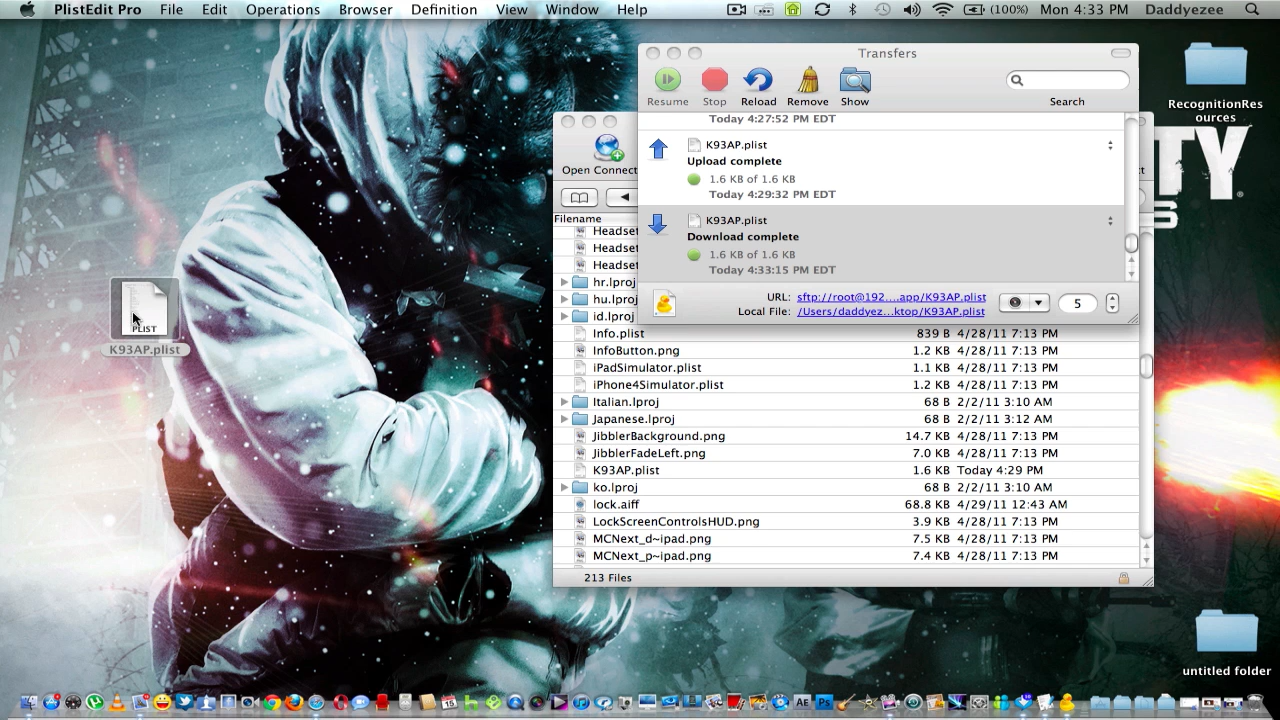 PlistEdit Pro File Edit Operations Browser Definition View Window Help (100%) Mon 4:33 PM Daddyezee
Transfers
Resume Stop Reload Remove Show Search
Today 4:27:52 PM EDT
K93AP.plist
Upload complete
1.6 KB of 1.6 KB
Today 4:29:32 PM EDT
K93AP.plist
Download complete
1.6 KB of 1.6 KB
Today 4:33:15 PM EDT
URL: sftp://root@192....app/K93AP.plist
Local File: /Users/daddyez...ktop/K93AP.plist
5
Open Connect
Filename
Headset
Headset
Headset
hr.lproj
hu.lproj
id.lproj
Info.plist 839 B 4/28/11 7:13 PM
InfoButton.png 1.2 KB 4/28/11 7:13 PM
iPadSimulator.plist 1.1 KB 4/28/11 7:13 PM
iPhone4Simulator.plist 1.2 KB 4/28/11 7:13 PM
Italian.lproj 68 B 2/2/11 3:10 AM
Japanese.lproj 68 B 2/2/11 3:12 AM
JibblerBackground.png 14.7 KB 4/28/11 7:13 PM
JibblerFadeLeft.png 7.0 KB 4/28/11 7:13 PM
K93AP.plist 1.6 KB Today 4:29 PM
ko.lproj 68 B 2/2/11 3:10 AM
lock.aiff 68.8 KB 4/29/11 12:43 AM
LockScreenControlsHUD.png 3.9 KB 4/28/11 7:13 PM
MCNext_d~ipad.png 7.5 KB 4/28/11 7:13 PM
MCNext_p~ipad.png 7.4 KB 4/28/11 7:13 PM
213 Files
PLIST
K93AP.plist
RecognitionRes
ources
TY
S
untitled folder
15
AE Ps